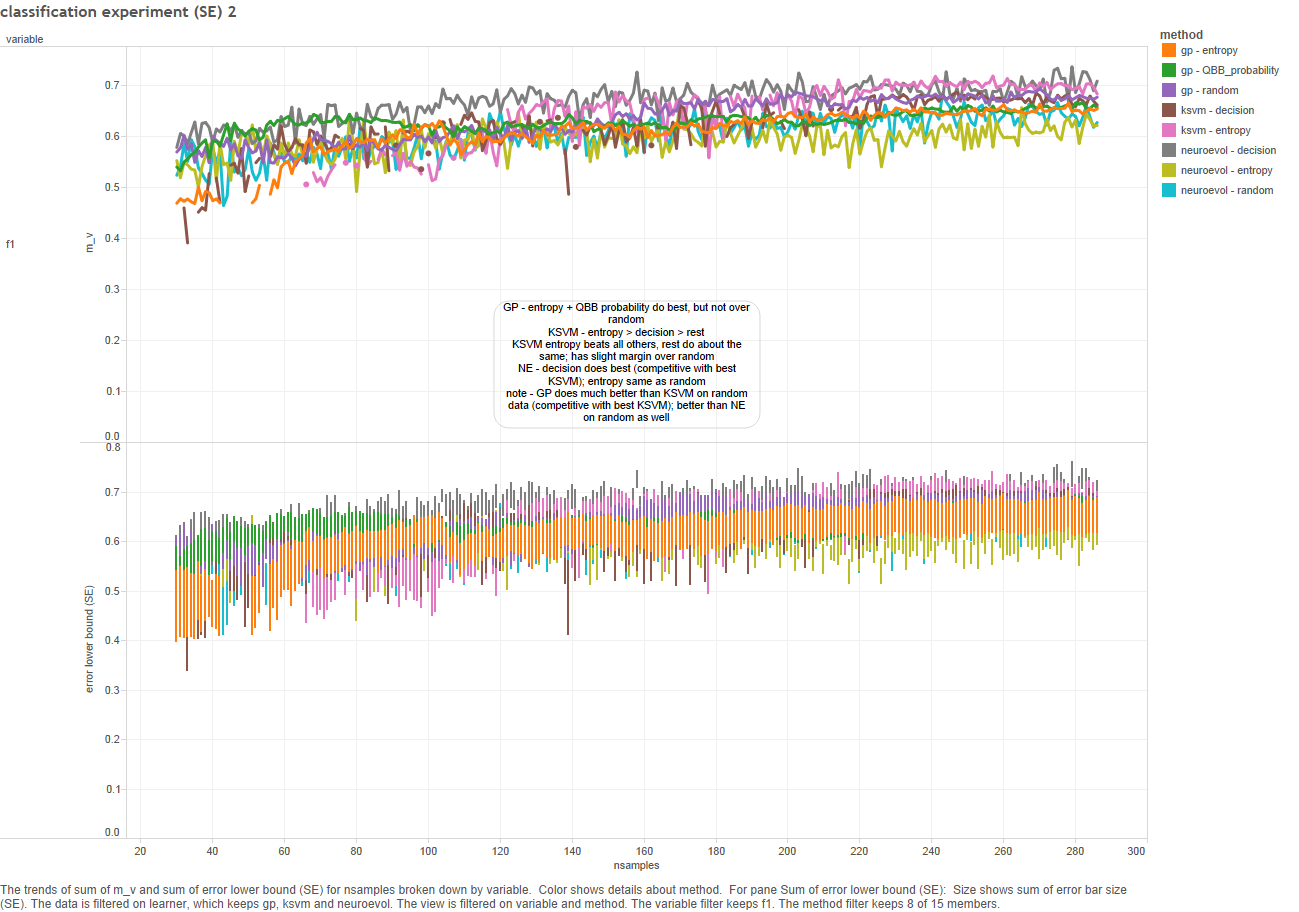 classification experiment (SE) 2
variable
f1
m_v
0.7
0.6
0.5
0.4
0.3
0.2
0.1
0.0
GP - entropy + QBB probability do best, but not over
random
KSVM - entropy > decision > rest
KSVM entropy beats all others, rest do about the
same; has slight margin over random
NE - decision does best (competitive with best
KSVM); entropy same as random
note - GP does much better than KSVM on random
data (competitive with best KSVM); better than NE
on random as well
error lower bound (SE)
0.8
0.7
0.6
0.5
0.4
0.3
0.2
0.1
0.0
20 40 60 80 100 120 140 160 180 200 220 240 260 280 300
nsamples
method
gp - entropy
gp - QBB_probability
gp - random
ksvm - decision
ksvm - entropy
neuroevol - decision
neuroevol - entropy
neuroevol - random
The trends of sum of m_v and sum of error lower bound (SE) for nsamples broken down by variable.  Color shows details about method.  For pane Sum of error lower bound (SE):  Size shows sum of error bar size
(SE). The data is filtered on learner, which keeps gp, ksvm and neuroevol. The view is filtered on variable and method. The variable filter keeps f1. The method filter keeps 8 of 15 members.